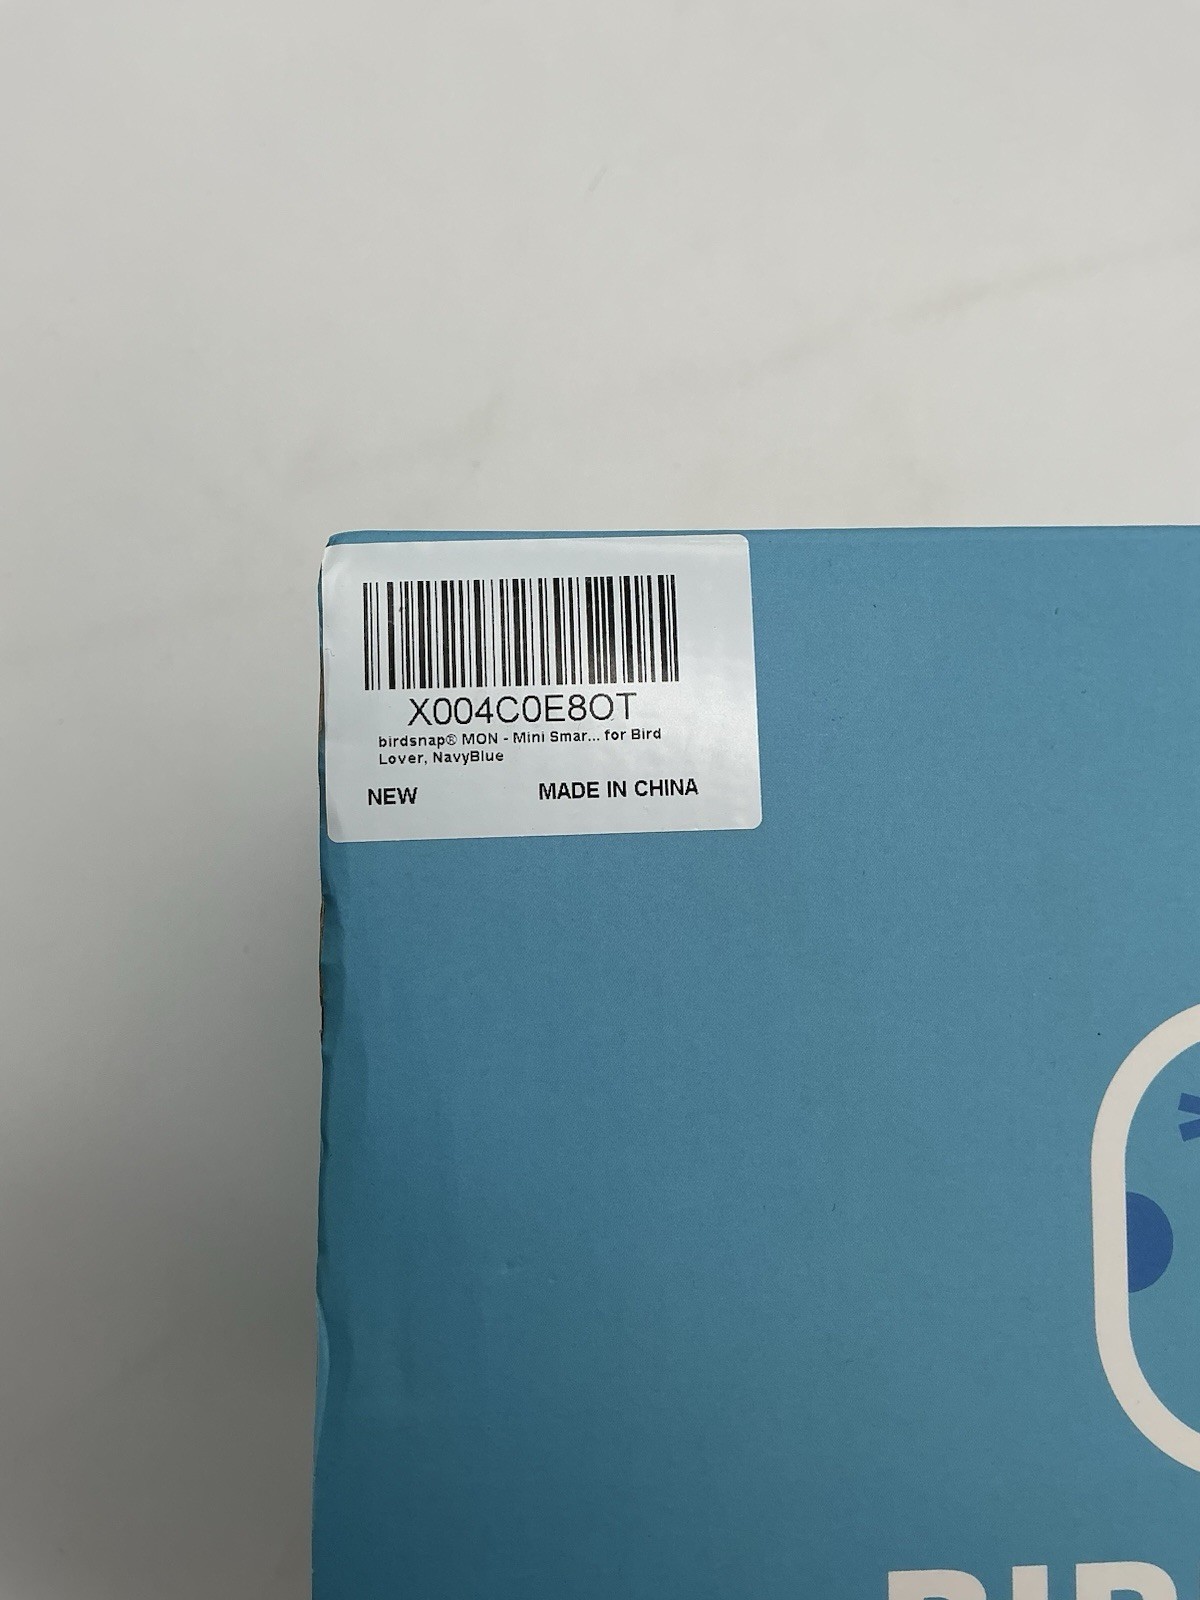 X004C0E8OT
birdsnap® MON - Mini Smar... for Bird
Lover, NavyBlue
NEW MADE IN CHINA